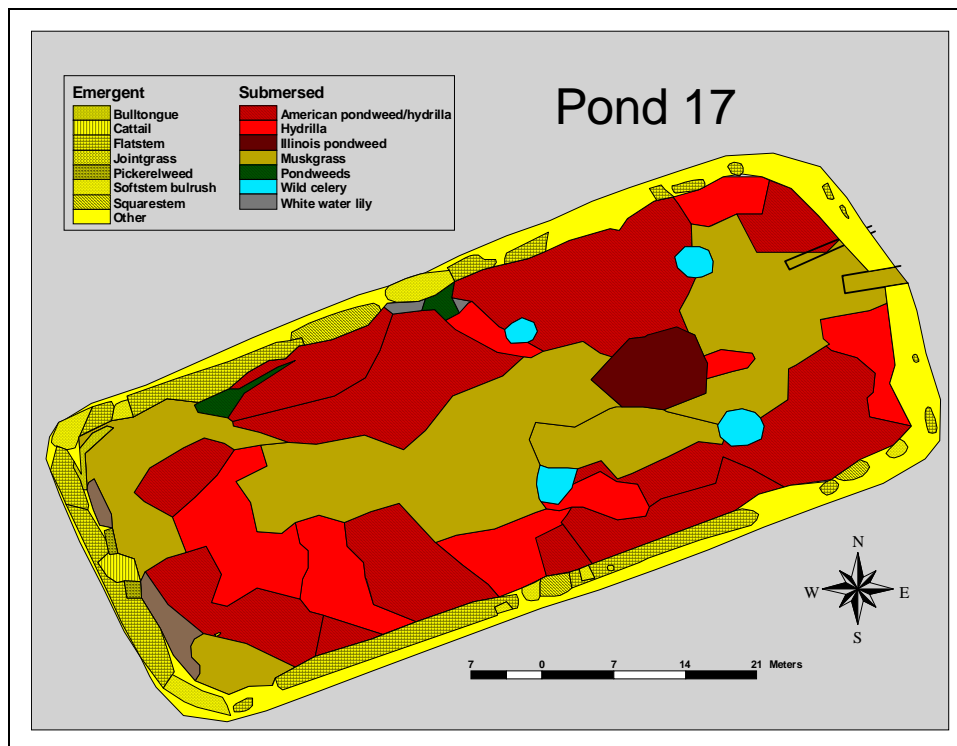 Pond 17
Emergent
Bulltongue
Cattail
Flatstem
Jointgrass
Pickerelweed
Softstem bulrush
Squarestem
Other
Submersed
American pondweed/hydrilla
Hydrilla
Illinois pondweed
Muskgrass
Pondweeds
Wild celery
White water lily
N
W E
S
7 0 7 14 21 Meters